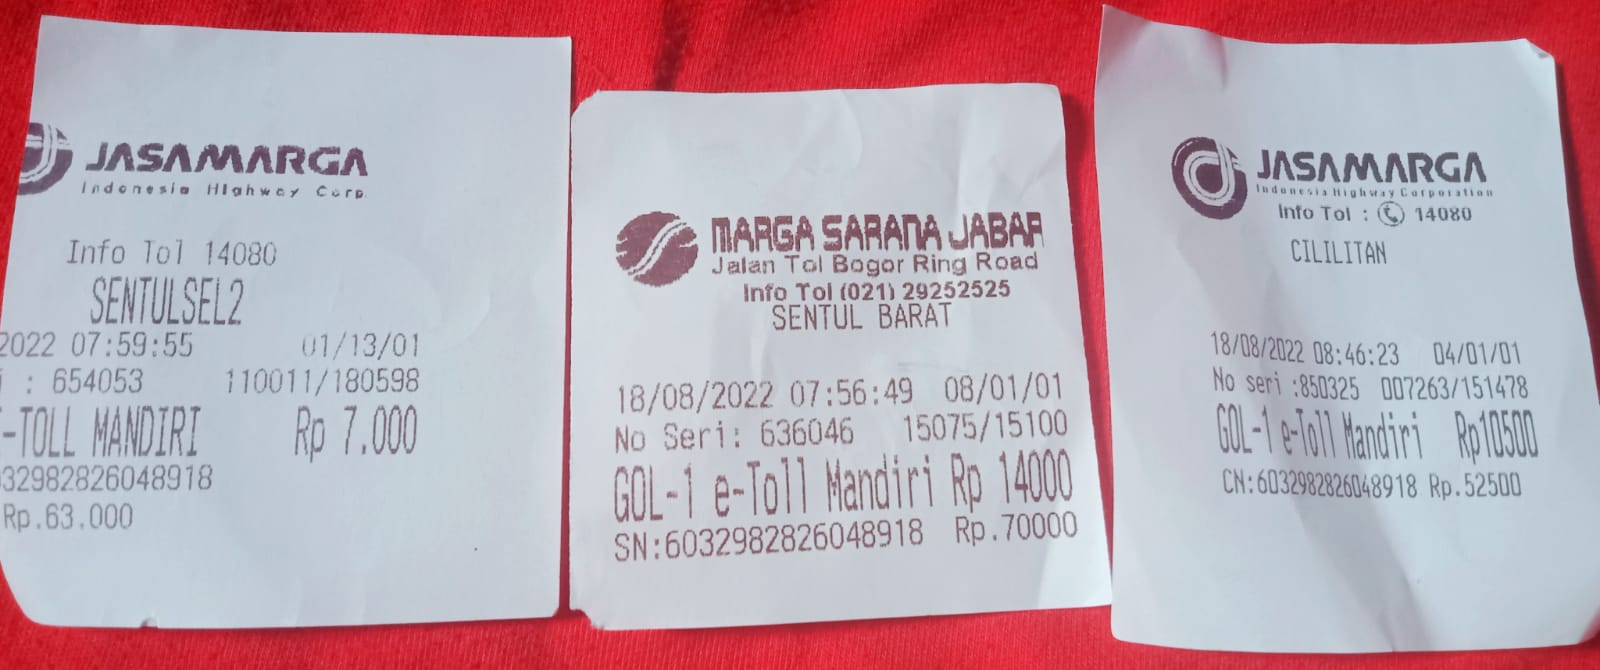 JASAMARGA
Indonesia Highway Corp.
Info Tol 14080
SENTULSEL2
2022 07:59:55 01/13/01
: 654053 110011/180598
-TOLL MANDIRI Rp 7.000
32982826048918
Rp.63.000
MARGA SARANA JABAR
Jalan Tol Bogor Ring Road
Info Tol (021) 29252525
SENTUL BARAT
18/08/2022 07:56:49 08/01/01
No Seri: 636046 15075/15100
GOL-1 e-Toll Mandiri Rp 14000
SN:6032982826048918 Rp.70000
JASAMARGA
Indonesia Highway Corporation
Info Tol : 14080
CILILITAN
18/08/2022 08:46:23 04/01/01
No seri :850325 007263/151478
GOL-1 e-Toll Mandiri Rp10500
CN:6032982826048918 Rp.52500